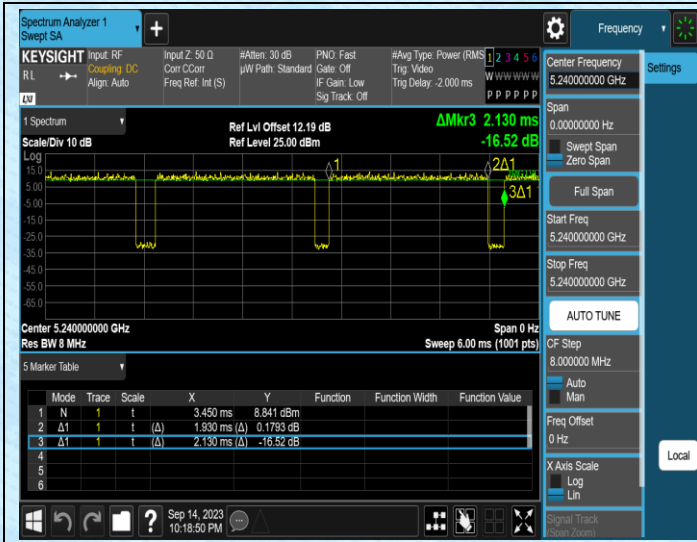 Spectrum Analyzer 1
Swept SA
Frequency
KEYSIGHT
RL
LXI
Input: RF
Coupling: DC
Align: Auto
Input Z: 50 Ω
Corr CCorr
Freq Ref: Int (S)
#Atten: 30 dB
µW Path: Standard
PNO: Fast
Gate: Off
IF Gain: Low
Sig Track: Off
#Avg Type: Power (RMS
Trig: Video
Trig Delay: -2.000 ms
1 2 3 4 5 6
W W W W W W
P P P P P P
Center Frequency
5.240000000 GHz
Settings
Span
0.00000000 Hz
Swept Span
Zero Span
Full Span
Start Freq
5.240000000 GHz
Stop Freq
5.240000000 GHz
AUTO TUNE
CF Step
8.000000 MHz
Auto
Man
Freq Offset
0 Hz
X Axis Scale
Log
Lin
Signal Track
(Span Zoom)
Local
1 Spectrum
Scale/Div 10 dB
Ref Lvl Offset 12.19 dB
Ref Level 25.00 dBm
ΔMkr3 2.130 ms
-16.52 dB
Log
15.0
5.00
-5.00
-15.0
-25.0
-35.0
-45.0
-55.0
-65.0
1
2Δ1
3Δ1
Center 5.240000000 GHz
Res BW 8 MHz
Span 0 Hz
Sweep 6.00 ms (1001 pts)
5 Marker Table
Mode Trace Scale X Y Function Function Width Function Value
1 N 1 t 3.450 ms 8.841 dBm
2 Δ1 1 t (Δ) 1.930 ms (Δ) 0.1793 dB
3 Δ1 1 t (Δ) 2.130 ms (Δ) -16.52 dB
4
5
6
?
Sep 14, 2023
10:18:50 PM